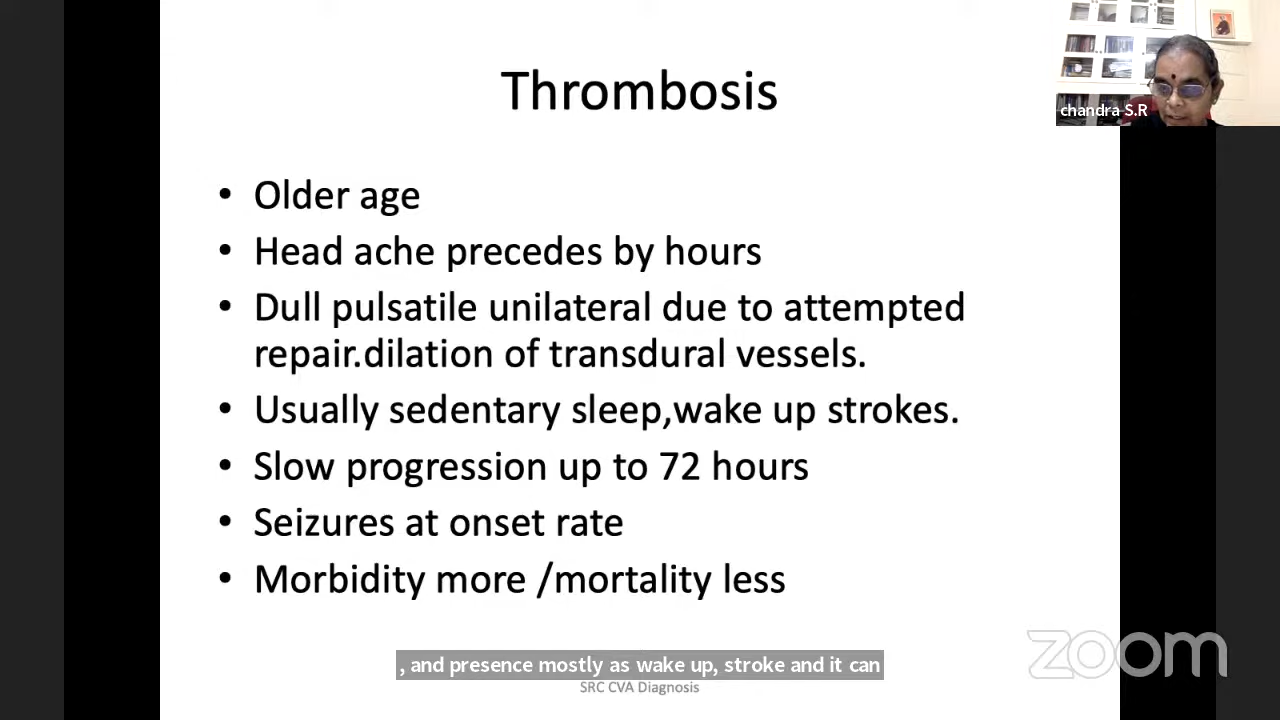 Thrombosis
chandra S.R
• Older age
• Head ache precedes by hours
• Dull pulsatile unilateral due to attempted
repair.dilation of transdural vessels.
• Usually sedentary sleep,wake up strokes.
• Slow progression up to 72 hours
• Seizures at onset rate
• Morbidity more /mortality less
, and presence mostly as wake up, stroke and it can
SRC CVA Diagnosis
zoom